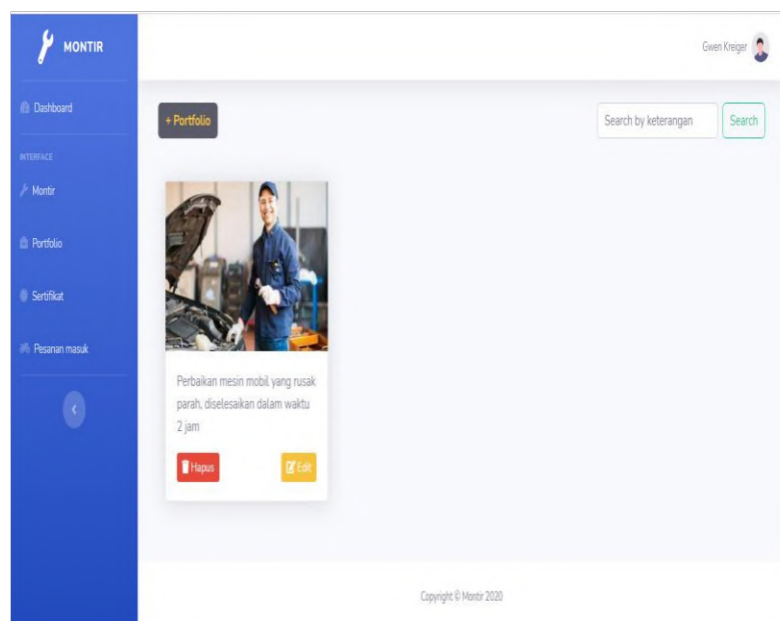 MONTIR
Gwen Kreiger
Dashboard
+ Portfolio
Search by keterangan
Search
INTERFACE
Montir
Portfolio
Sertifikat
Pesanan masuk
Perbaikan mesin mobil yang rusak
parah, diselesaikan dalam waktu
2 jam
Hapus
Edit
Copyright © Montir 2020